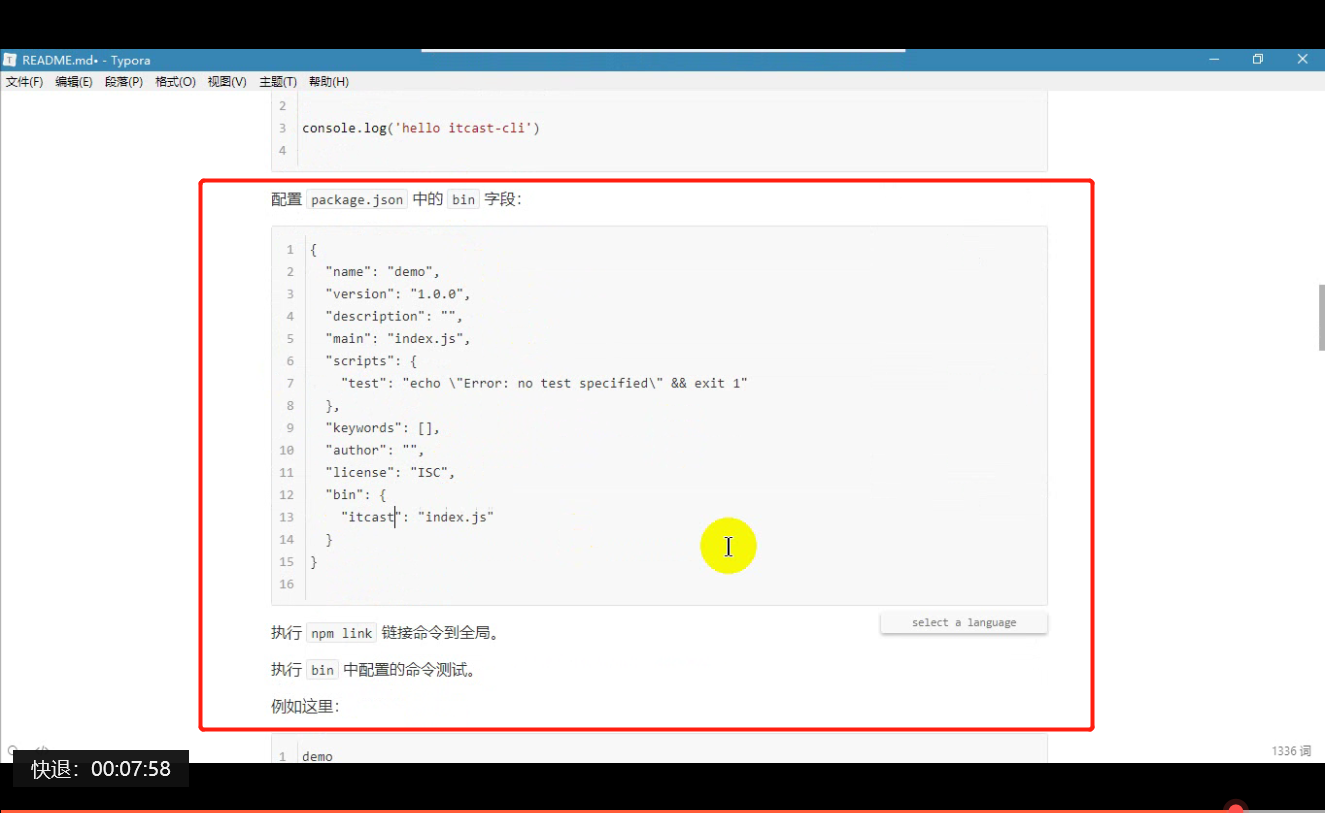 README.md• - Typora
文件(F) 编辑(E) 段落(P) 格式(O) 视图(V) 主题(T) 帮助(H)
2
3 console.log('hello itcast-cli')
4
配置 package.json 中的 bin 字段：
1 {
2 "name": "demo",
3 "version": "1.0.0",
4 "description": "",
5 "main": "index.js",
6 "scripts": {
7 "test": "echo \"Error: no test specified\" && exit 1"
8 },
9 "keywords": [],
10 "author": "",
11 "license": "ISC",
12 "bin": {
13 "itcast": "index.js"
14 }
15 }
16
select a language
执行 npm link 链接命令到全局。
执行 bin 中配置的命令测试。
例如这里：
1 demo
1336 词
快退：00:07:58